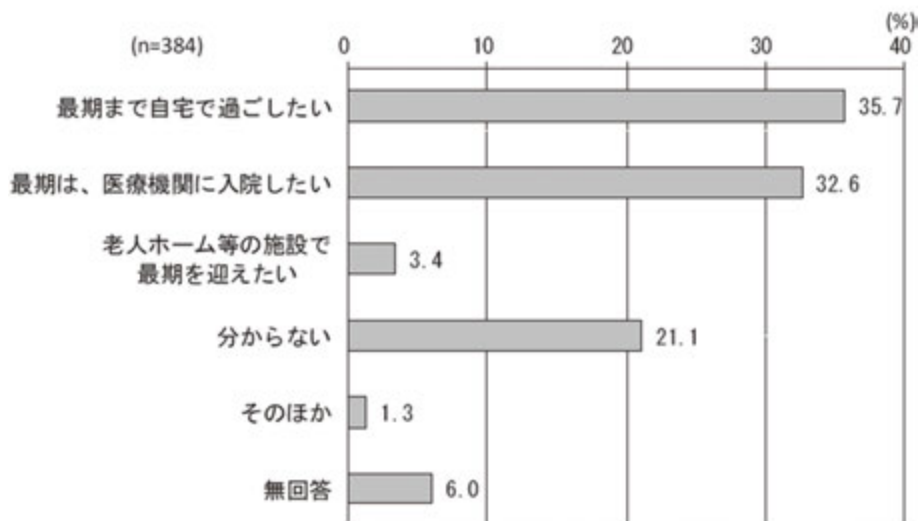 (%)
(n=384) 0 10 20 30 40
最期まで自宅で過ごしたい 35.7
最期は、医療機関に入院したい 32.6
老人ホーム等の施設で
最期を迎えたい 3.4
分からない 21.1
そのほか 1.3
無回答 6.0